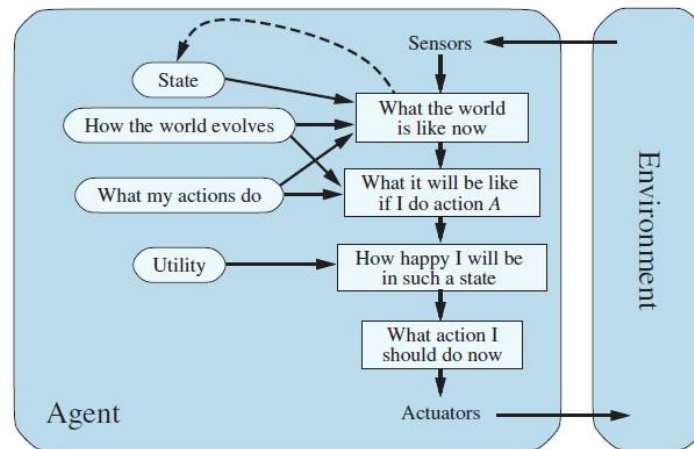 Sensors
State
What the world
is like now
How the world evolves
What it will be like
if I do action A
What my actions do
How happy I will be
in such a state
Utility
What action I
should do now
Agent
Actuators
Environment